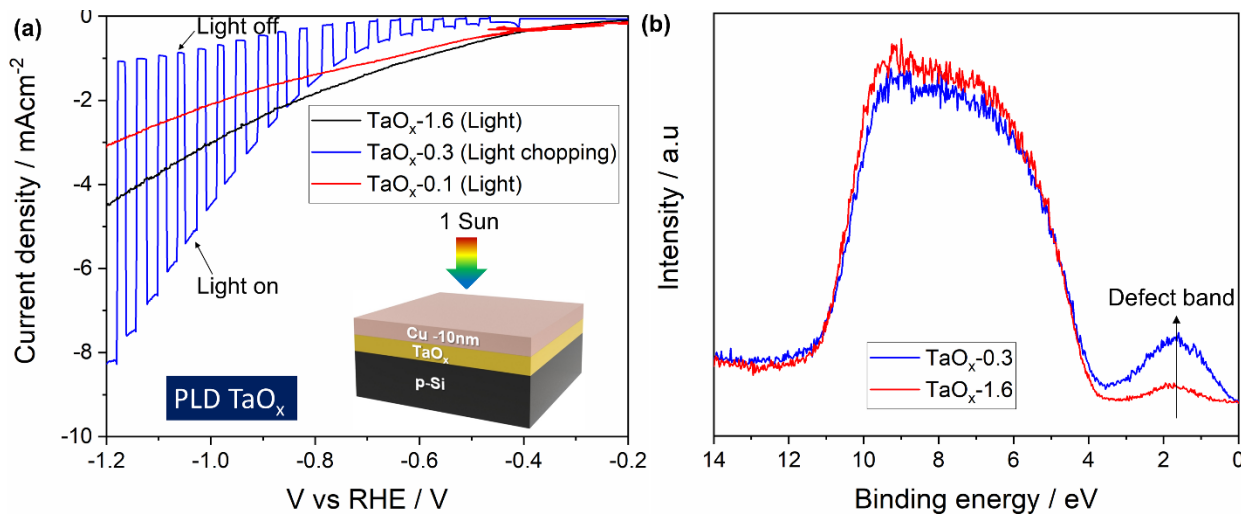 (a)
Light off
Light on
TaOₓ-1.6 (Light)
TaOₓ-0.3 (Light chopping)
TaOₓ-0.1 (Light)
1 Sun
Cu -10nm
TaOₓ
p-Si
PLD TaOₓ
Current density / mAcm⁻²
0
-2
-4
-6
-8
-10
-1.2
-1.0
-0.8
-0.6
-0.4
-0.2
V vs RHE / V
(b)
Defect band
TaOₓ-0.3
TaOₓ-1.6
Intensity / a.u
14
12
10
8
6
4
2
0
Binding energy / eV